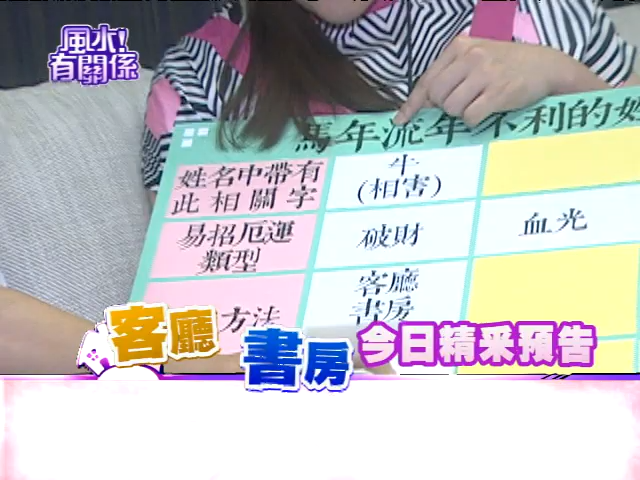 風水!
有關係
馬年流年不利的姓
姓名中帶有
此相關字
牛
(相害)
易招厄運
類型
破財
血光
方法
客廳
書房
客廳
書房
今日精采預告